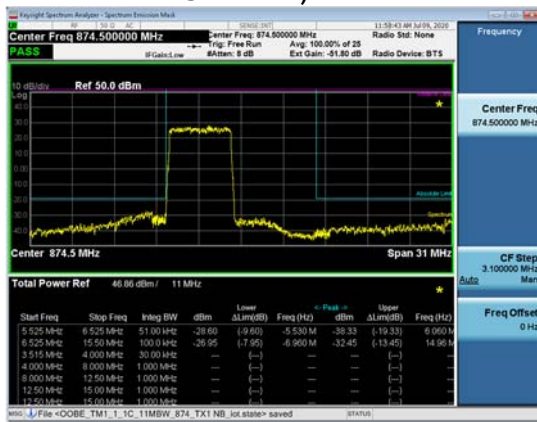 Keysight Spectrum Analyzer - Spectrum Emission Mask
RF 50 Ω AC SENSE:INT 11:58:43 AM Jul 09, 2020
Center Freq 874.500000 MHz Center Freq: 874.500000 MHz Radio Std: None
Trig: Free Run Avg: 100.00% of 25
PASS IFGain:Low #Atten: 8 dB Ext Gain: -51.80 dB Radio Device: BTS
Frequency
10 dB/div Ref 50.0 dBm
Log
40.0
30.0
20.0
10.0
0.00
10.0
20.0
30.0
40.0
Absolute Limit
Spectrum
Center 874.5 MHz Span 31 MHz
Center Freq
874.500000 MHz
CF Step
3.100000 MHz
Auto Man
Freq Offset
0 Hz
Total Power Ref 46.86 dBm / 11 MHz
Lower <- Peak -> Upper
Start Freq Stop Freq Integ BW dBm ΔLim(dB) Freq (Hz) dBm ΔLim(dB) Freq (Hz)
5.525 MHz 6.525 MHz 51.00 kHz -28.60 (-9.60) -5.530 M -38.33 (-19.33) 6.060 M
6.525 MHz 15.50 MHz 100.0 kHz -26.95 (-7.95) -6.960 M -32.45 (-13.45) 14.96 M
3.515 MHz 4.000 MHz 30.00 kHz --- (---) --- --- (---) ---
4.000 MHz 8.000 MHz 1.000 MHz --- (---) --- --- (---) ---
8.000 MHz 12.50 MHz 1.000 MHz --- (---) --- --- (---) ---
12.50 MHz 15.00 MHz 1.000 MHz --- (---) --- --- (---) ---
12.50 MHz 15.00 MHz 1.000 MHz --- (---) --- --- (---) ---
MSG File <OOBE_TM1_1_1C_11MBW_874_TX1 NB_iot.state> saved STATUS